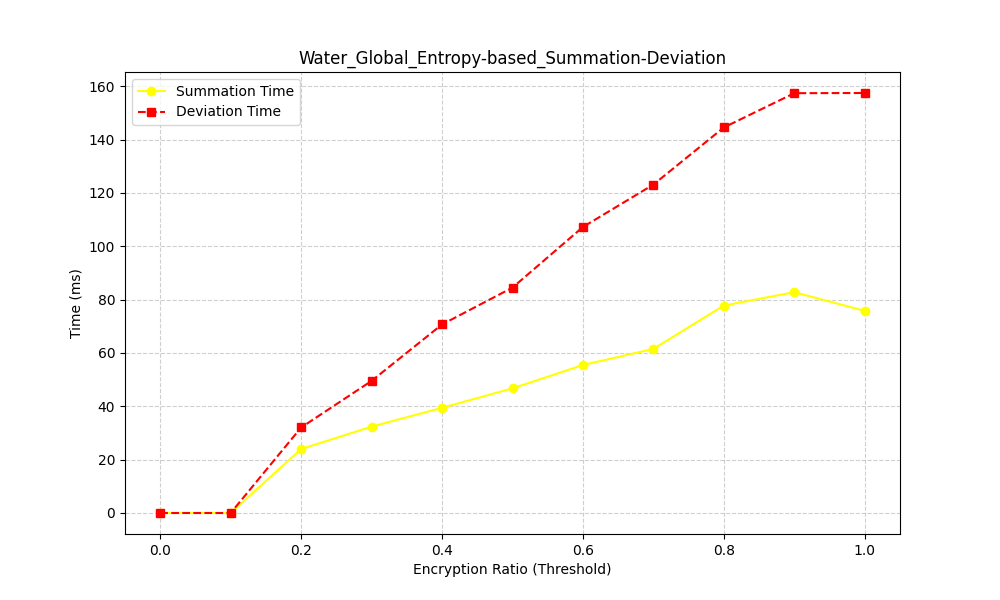 Water_Global_Entropy-based_Summation-Deviation
Summation Time
Deviation Time
Time (ms)
160
140
120
100
80
60
40
20
0
0.0 0.2 0.4 0.6 0.8 1.0
Encryption Ratio (Threshold)